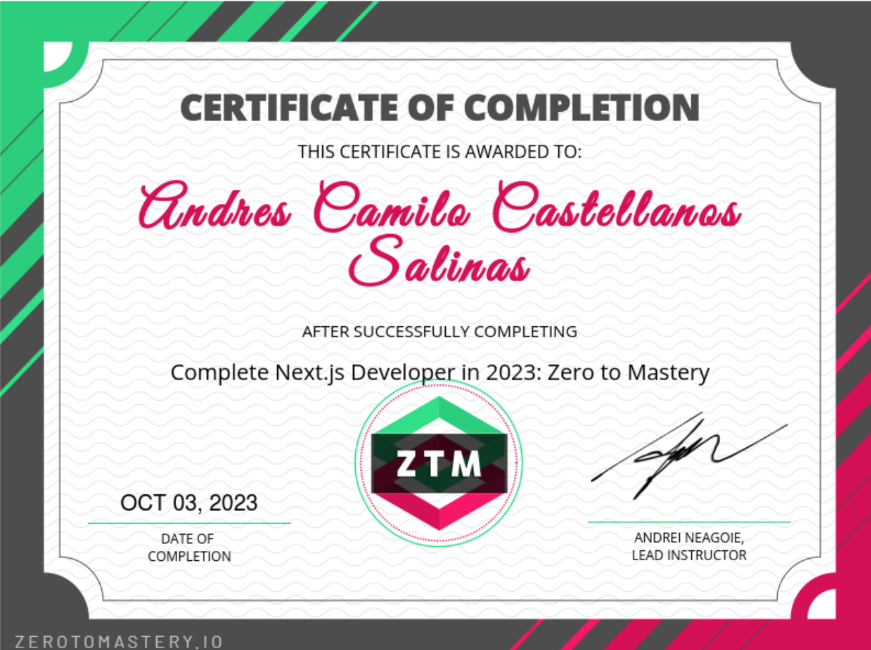 CERTIFICATE OF COMPLETION
THIS CERTIFICATE IS AWARDED TO:
Andres Camilo Castellanos
Salinas
AFTER SUCCESSFULLY COMPLETING
Complete Next.js Developer in 2023: Zero to Mastery
ZTM
OCT 03, 2023
DATE OF
COMPLETION
ANDREI NEAGOIE,
LEAD INSTRUCTOR
ZEROTOMASTERY.IO